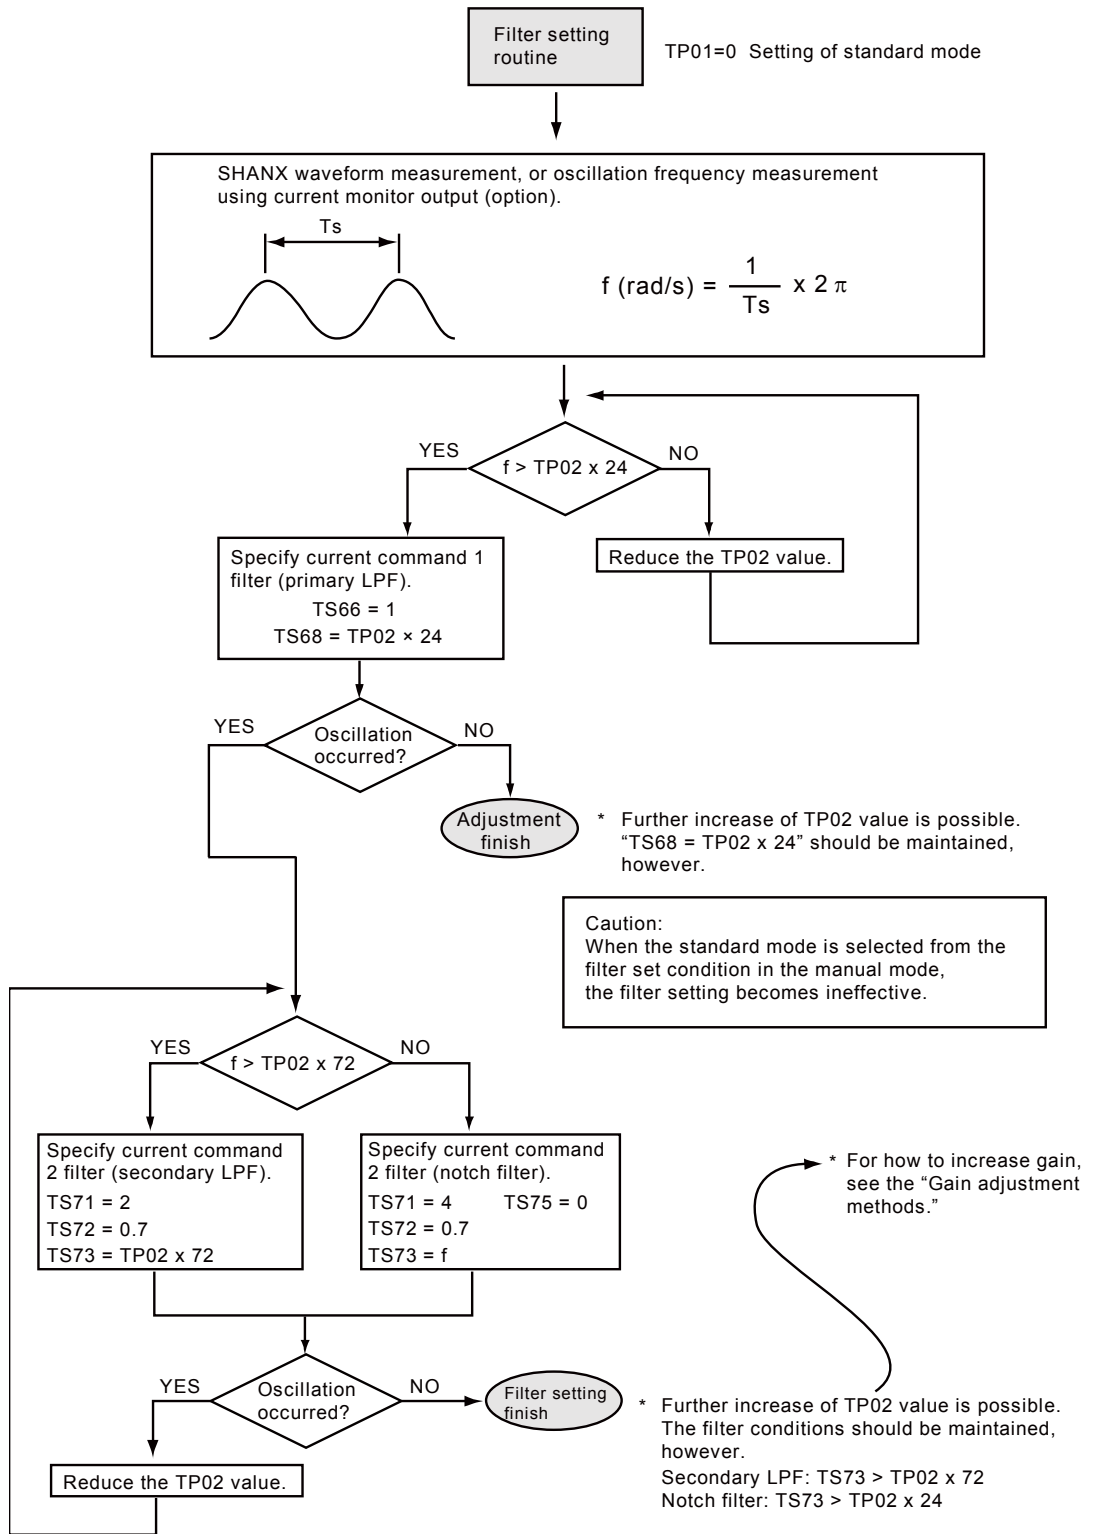 Filter setting
routine
TP01=0 Setting of standard mode
SHANX waveform measurement, or oscillation frequency measurement
using current monitor output (option).
Ts
f (rad/s) = 1 / Ts x 2 π
f > TP02 x 24
YES
NO
Specify current command 1
filter (primary LPF).
TS66 = 1
TS68 = TP02 × 24
Reduce the TP02 value.
YES
Oscillation
occurred?
NO
Adjustment
finish
* Further increase of TP02 value is possible.
“TS68 = TP02 x 24” should be maintained,
however.
Caution:
When the standard mode is selected from the
filter set condition in the manual mode,
the filter setting becomes ineffective.
YES
f > TP02 x 72
NO
Specify current command
2 filter (secondary LPF).
TS71 = 2
TS72 = 0.7
TS73 = TP02 x 72
Specify current command
2 filter (notch filter).
TS71 = 4 TS75 = 0
TS72 = 0.7
TS73 = f
* For how to increase gain,
see the “Gain adjustment
methods.”
YES
Oscillation
occurred?
NO
Filter setting
finish
* Further increase of TP02 value is possible.
The filter conditions should be maintained,
however.
Secondary LPF: TS73 > TP02 x 72
Notch filter: TS73 > TP02 x 24
Reduce the TP02 value.